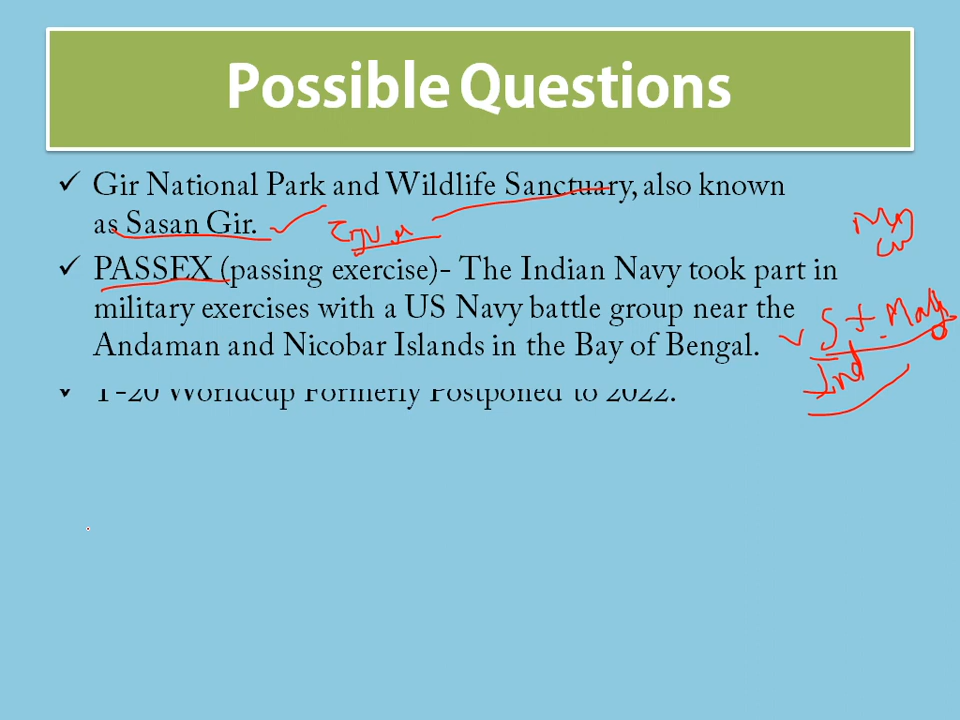 Possible Questions
✓ Gir National Park and Wildlife Sanctuary, also known
as Sasan Gir.
✓ PASSEX (passing exercise)- The Indian Navy took part in
military exercises with a US Navy battle group near the
Andaman and Nicobar Islands in the Bay of Bengal.
✓ T-20 Worldcup Formerly Postponed to 2022.
Ind